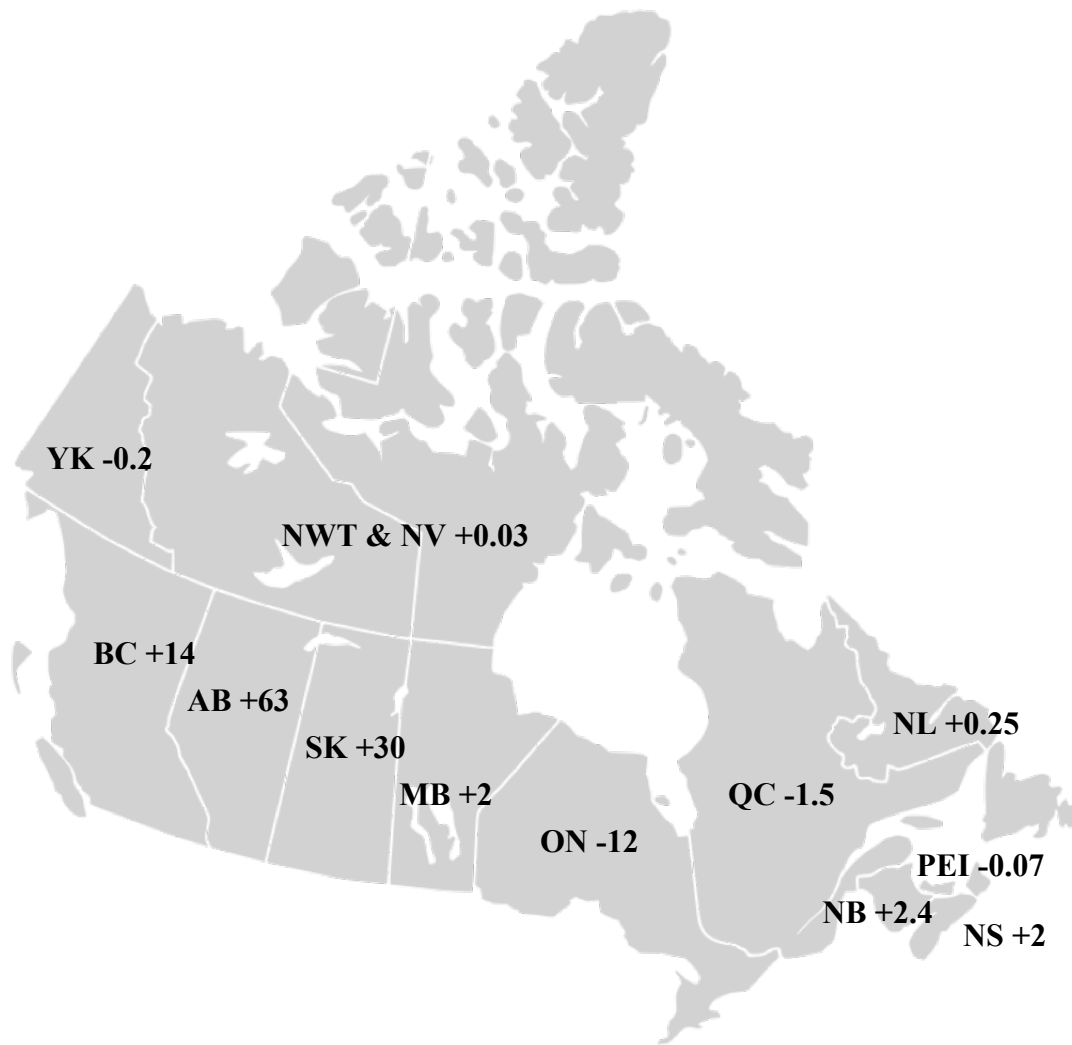 YK -0.2
NWT & NV +0.03
BC +14
AB +63
SK +30
MB +2
ON -12
QC -1.5
NL +0.25
PEI -0.07
NB +2.4
NS +2